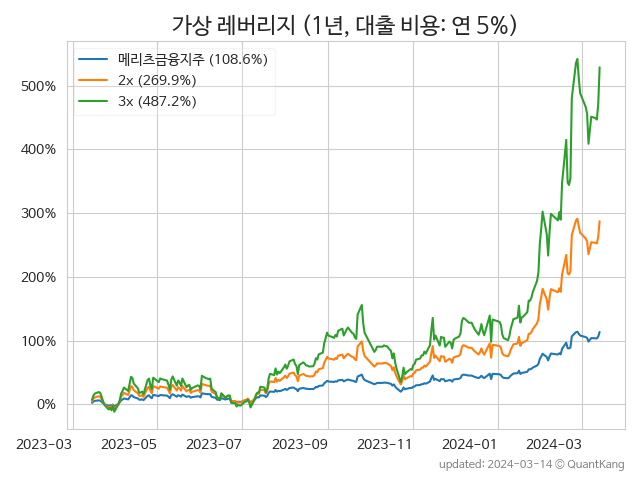 가상 레버리지 (1년, 대출 비용: 연 5%)
메리츠금융지주 (108.6%)
2x (269.9%)
3x (487.2%)
500%
400%
300%
200%
100%
0%
2023-03 2023-05 2023-07 2023-09 2023-11 2024-01 2024-03
updated: 2024-03-14 © QuantKang